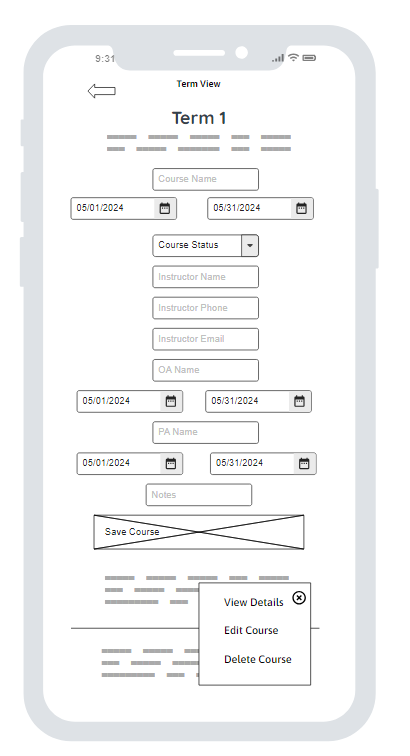 9:31
Term View
Term 1
Course Name
05/01/2024 05/31/2024
Course Status
Instructor Name
Instructor Phone
Instructor Email
OA Name
05/01/2024 05/31/2024
PA Name
05/01/2024 05/31/2024
Notes
Save Course
View Details
Edit Course
Delete Course